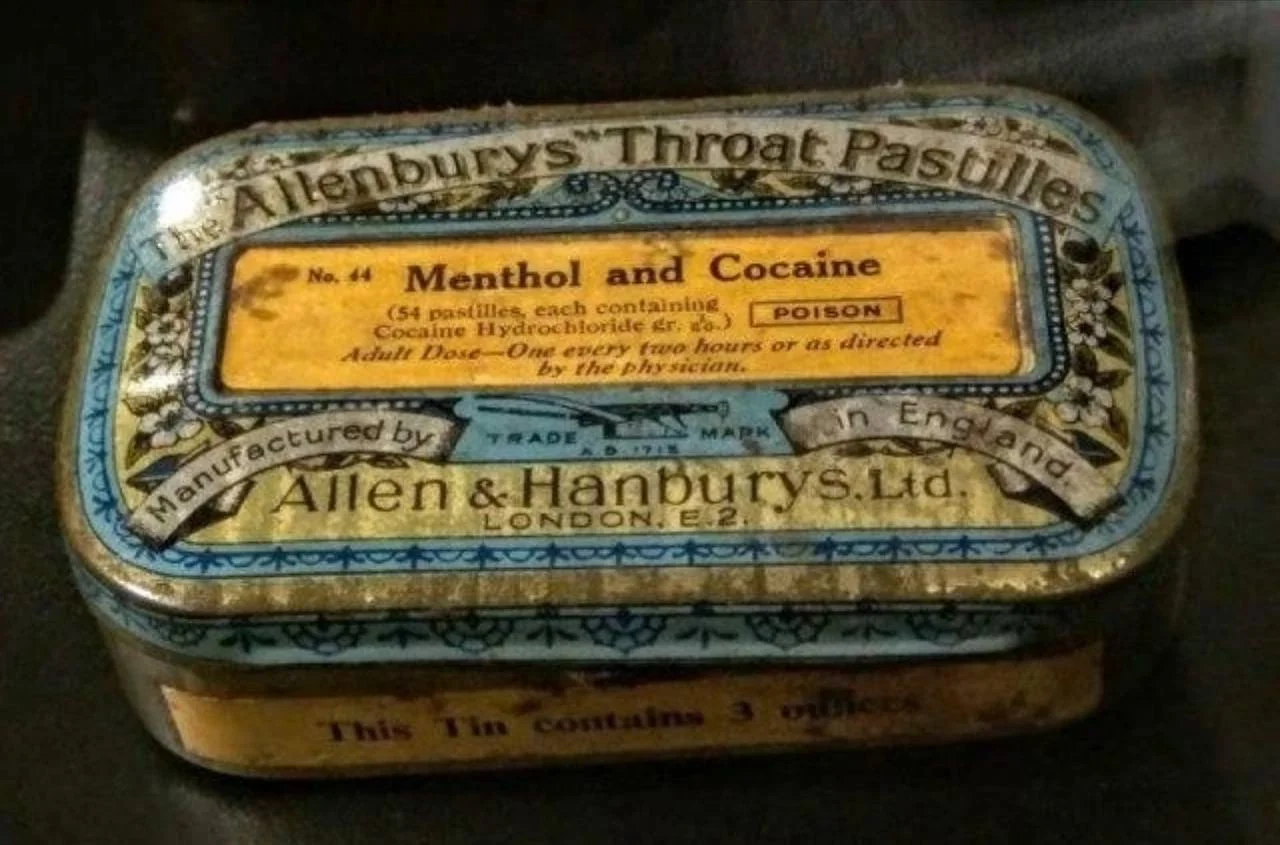 The "Allenburys" Throat Pastilles
No. 44 Menthol and Cocaine
(54 pastilles, each containing
Cocaine Hydrochloride gr. .)
POISON
Adult Dose—One every two hours or as directed
by the physician.
Manufactured by
TRADE MARK
A.D. 1715
in England.
Allen & Hanburys. Ltd.
LONDON, E.2.
This Tin contains 3 ounces